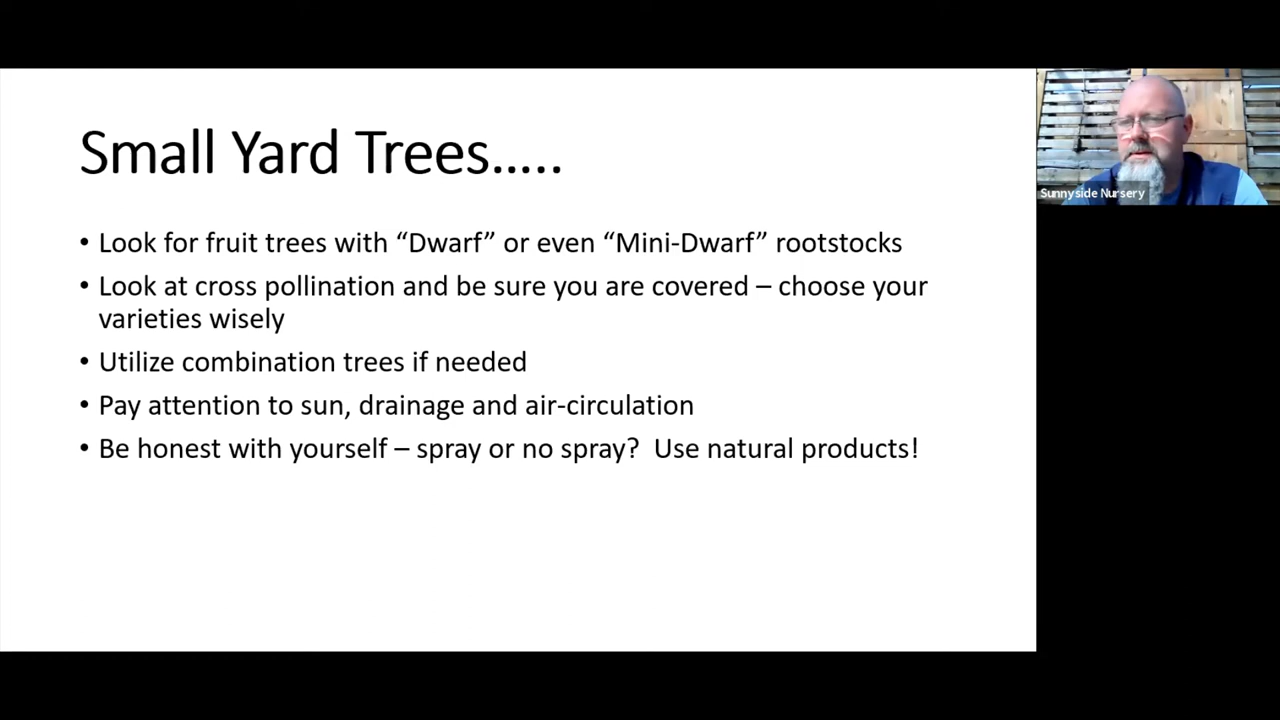 Small Yard Trees.....
• Look for fruit trees with “Dwarf” or even “Mini-Dwarf” rootstocks
• Look at cross pollination and be sure you are covered – choose your
varieties wisely
• Utilize combination trees if needed
• Pay attention to sun, drainage and air-circulation
• Be honest with yourself – spray or no spray?  Use natural products!
Sunnyside Nursery